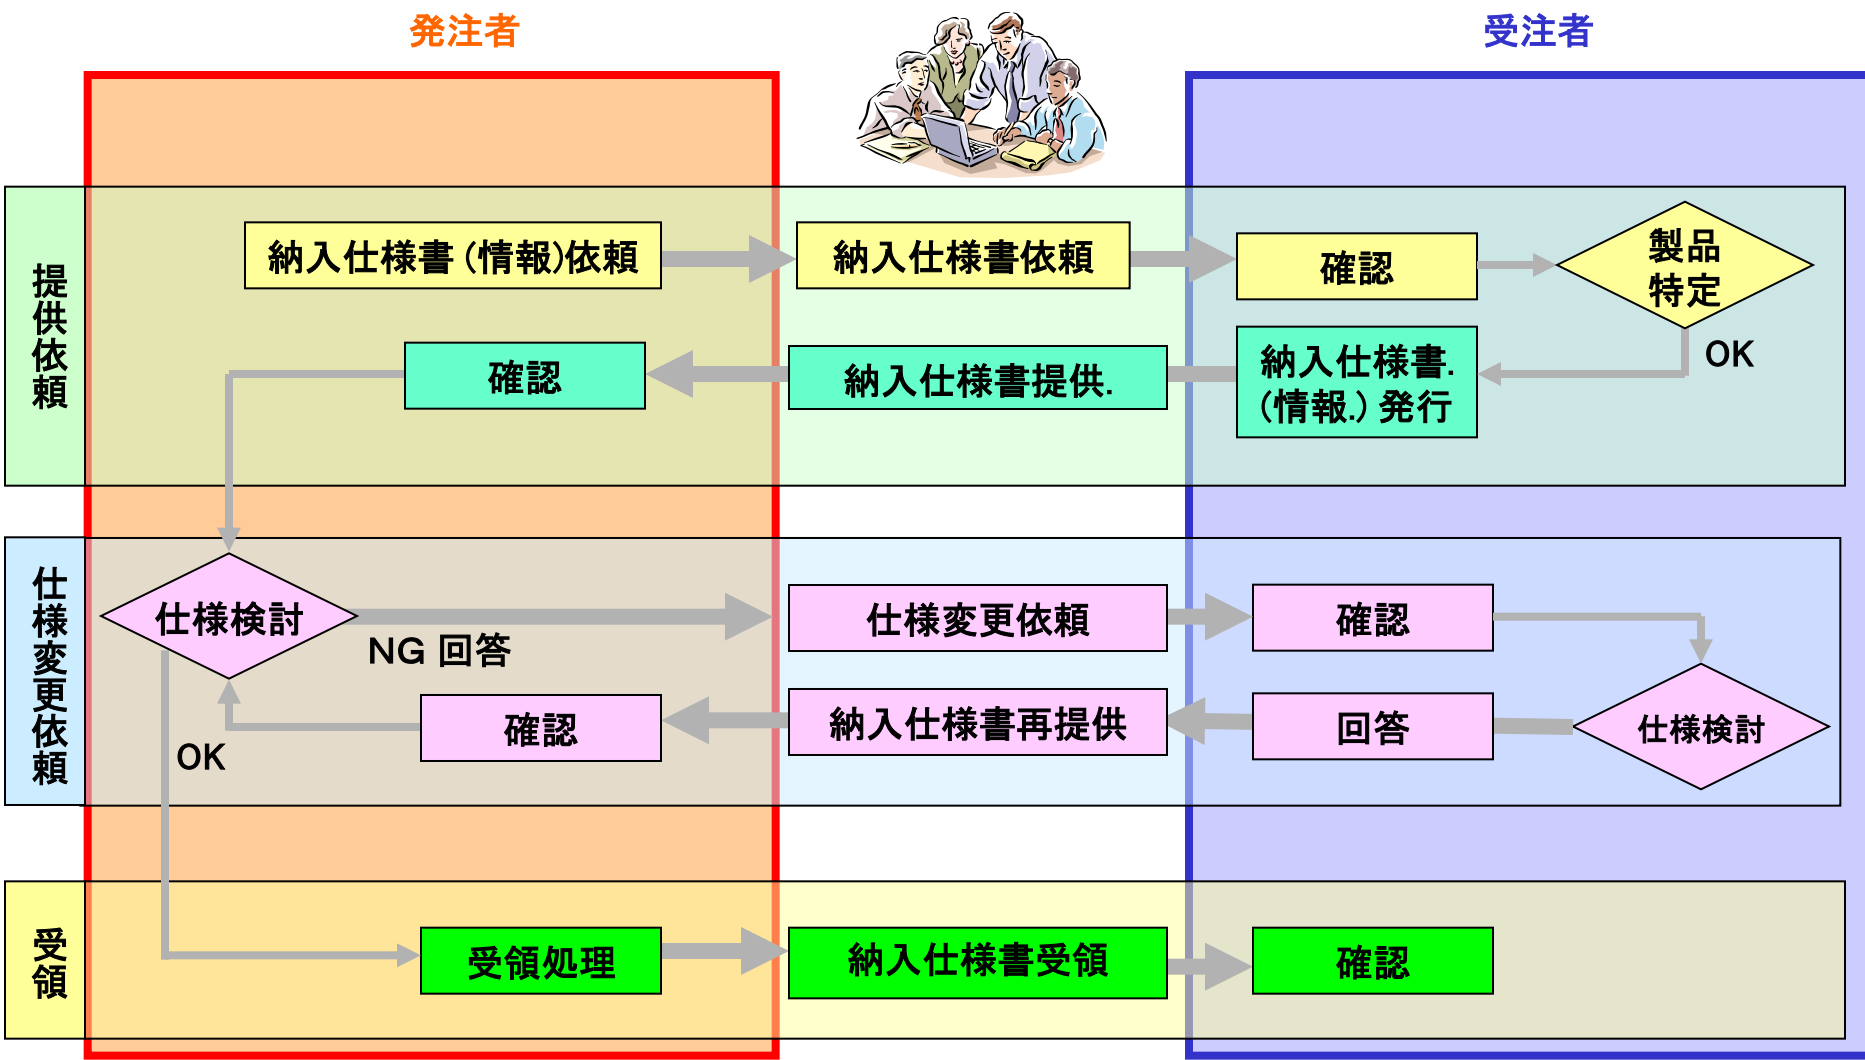 発注者
受注者
提供依頼
納入仕様書(情報)依頼
納入仕様書依頼
確認
製品
特定
OK
確認
納入仕様書提供.
納入仕様書.
(情報.)発行
仕様変更依頼
仕様検討
NG 回答
仕様変更依頼
確認
確認
納入仕様書再提供
回答
仕様検討
OK
受領
受領処理
納入仕様書受領
確認